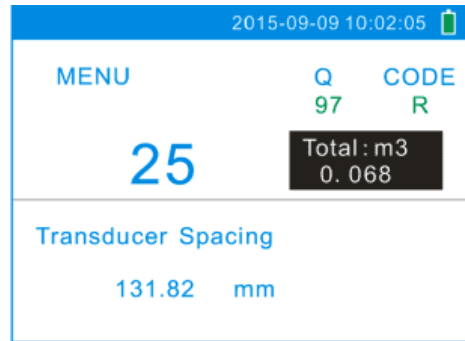 2015-09-09 10:02:05
MENU Q CODE
97 R
25
Total:m3
0.068
Transducer Spacing
131.82 mm